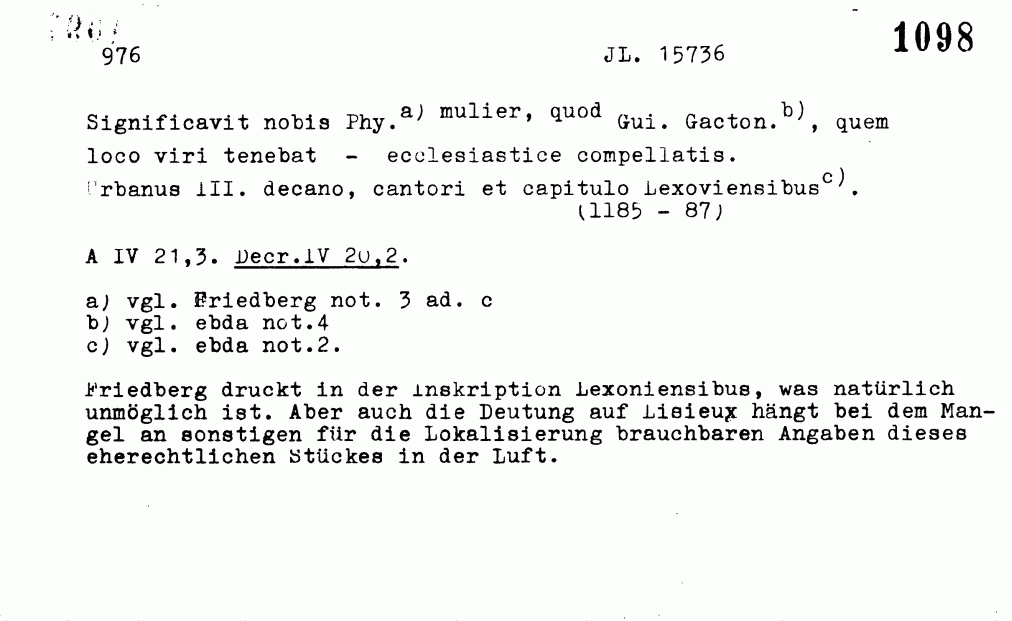 976 JL. 15736 1098
Significavit nobis Phy.a) mulier, quod Gui. Gacton.b), quem
loco viri tenebat - ecclesiastice compellatis.
Urbanus III. decano, cantori et capitulo Lexoviensibusc).
(1185 - 87)
A IV 21,3. Decr.IV 20,2.
a) vgl. Friedberg not. 3 ad. c
b) vgl. ebda not.4
c) vgl. ebda not.2.
Friedberg druckt in der Inskription Lexoniensibus, was natürlich
unmöglich ist. Aber auch die Deutung auf Lisieux hängt bei dem Man-
gel an sonstigen für die Lokalisierung brauchbaren Angaben dieses
eherechtlichen Stückes in der Luft.